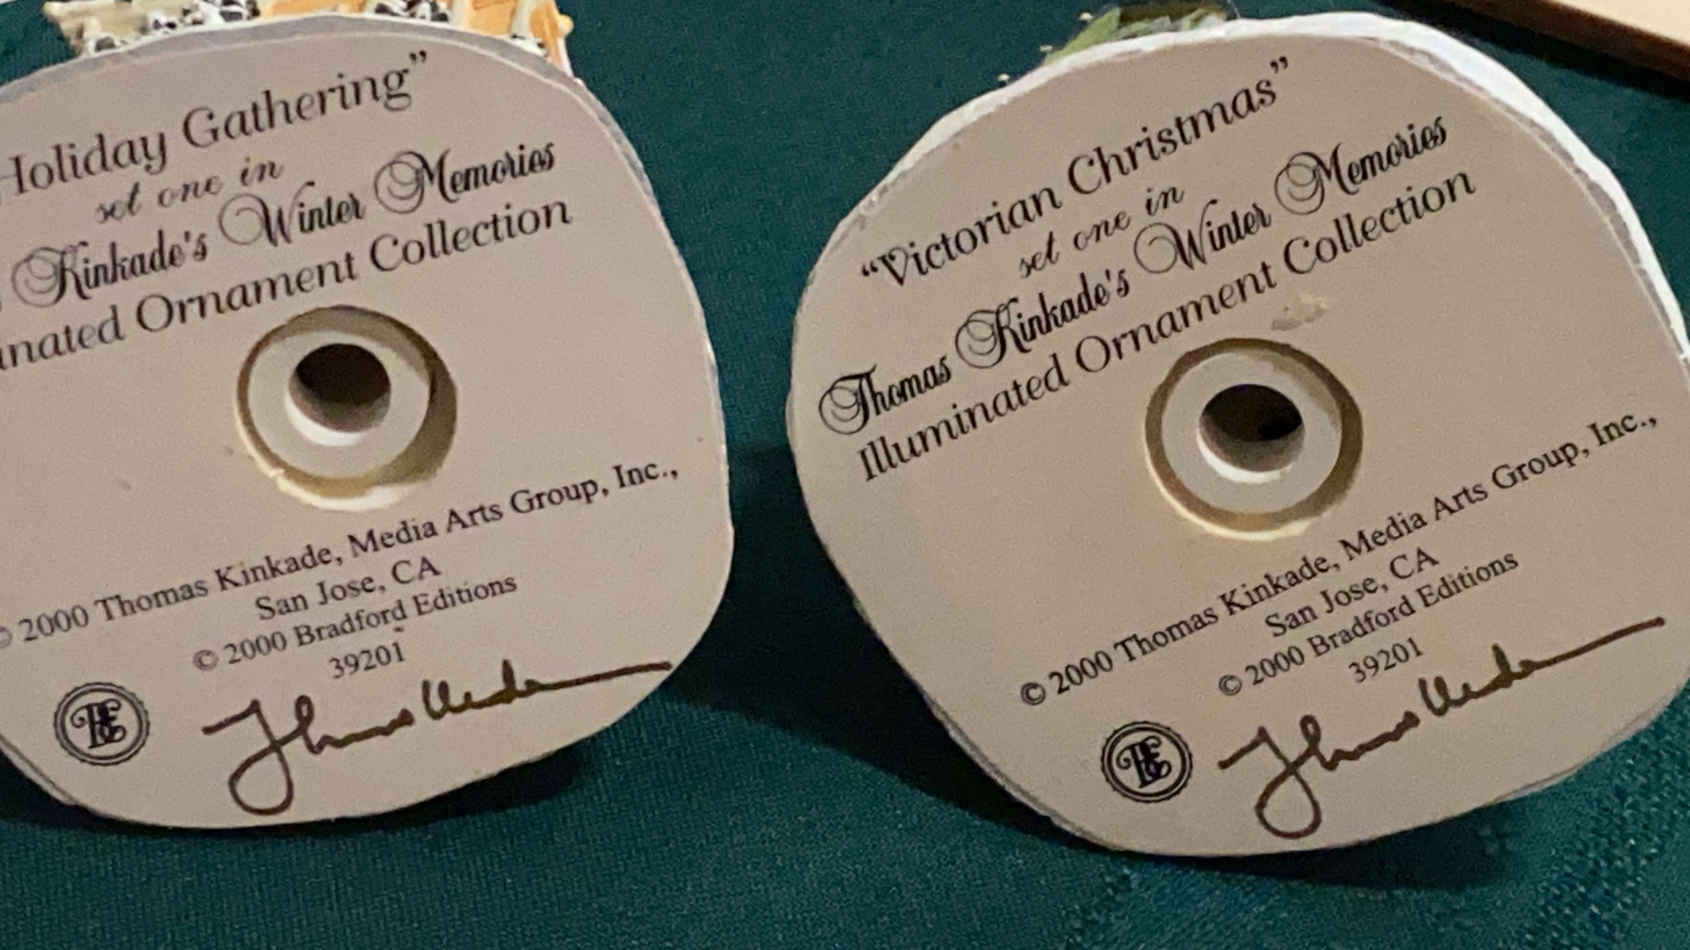 Holiday Gathering”
set one in
Kinkade's Winter Memories
Ornament Collection
© 2000 Thomas Kinkade, Media Arts Group, Inc.,
San Jose, CA
© 2000 Bradford Editions
39201
BE
“Victorian Christmas”
set one in
Thomas Kinkade's Winter Memories
Illuminated Ornament Collection
© 2000 Thomas Kinkade, Media Arts Group, Inc.,
San Jose, CA
© 2000 Bradford Editions
39201
BE